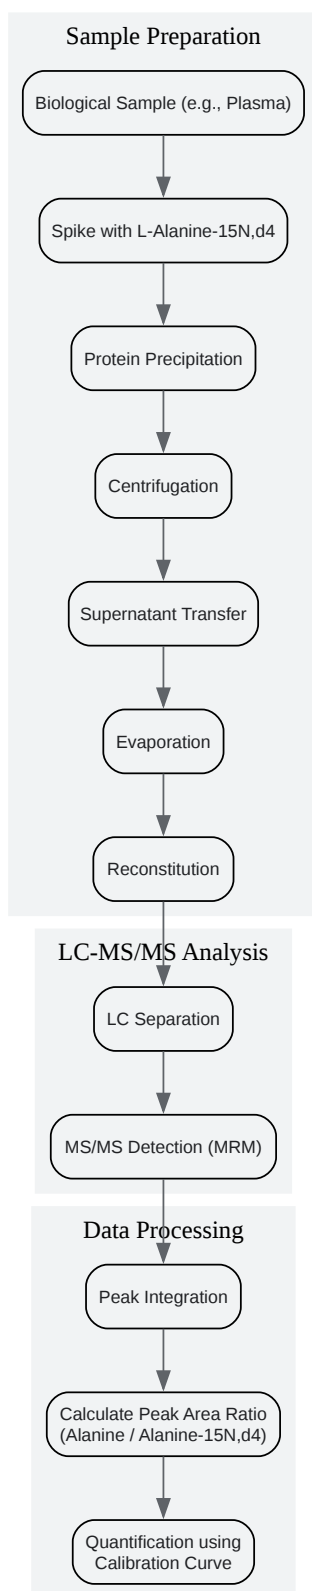 Sample Preparation
Biological Sample (e.g., Plasma)
Spike with L-Alanine-15N,d4
Protein Precipitation
Centrifugation
Supernatant Transfer
Evaporation
Reconstitution
LC-MS/MS Analysis
LC Separation
MS/MS Detection (MRM)
Data Processing
Peak Integration
Calculate Peak Area Ratio
(Alanine / Alanine-15N,d4)
Quantification using
Calibration Curve